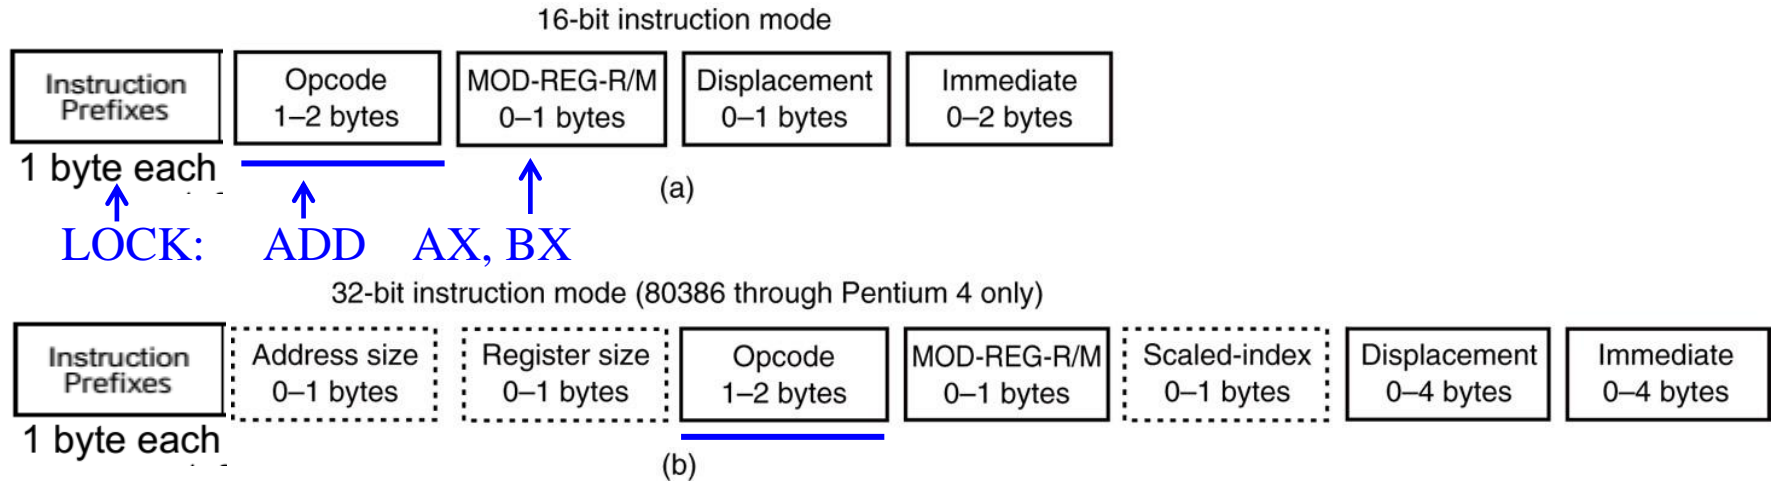 16-bit instruction mode
Instruction Prefixes
Opcode 1–2 bytes
MOD-REG-R/M 0–1 bytes
Displacement 0–1 bytes
Immediate 0–2 bytes
1 byte each
(a)
LOCK: ADD AX, BX
32-bit instruction mode (80386 through Pentium 4 only)
Instruction Prefixes
Address size 0–1 bytes
Register size 0–1 bytes
Opcode 1–2 bytes
MOD-REG-R/M 0–1 bytes
Scaled-index 0–1 bytes
Displacement 0–4 bytes
Immediate 0–4 bytes
1 byte each
(b)